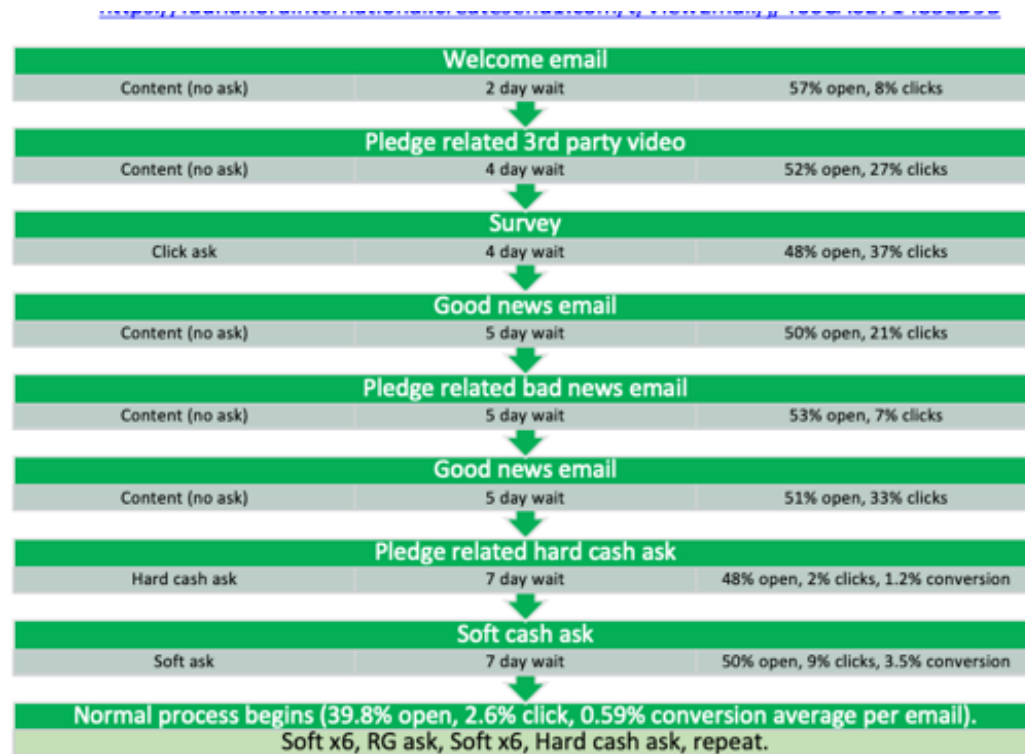 Welcome email
Content (no ask) 2 day wait 57% open, 8% clicks
Pledge related 3rd party video
Content (no ask) 4 day wait 52% open, 27% clicks
Survey
Click ask 4 day wait 48% open, 37% clicks
Good news email
Content (no ask) 5 day wait 50% open, 21% clicks
Pledge related bad news email
Content (no ask) 5 day wait 53% open, 7% clicks
Good news email
Content (no ask) 5 day wait 51% open, 33% clicks
Pledge related hard cash ask
Hard cash ask 7 day wait 48% open, 2% clicks, 1.2% conversion
Soft cash ask
Soft ask 7 day wait 50% open, 9% clicks, 3.5% conversion
Normal process begins (39.8% open, 2.6% click, 0.59% conversion average per email).
Soft x6, RG ask, Soft x6, Hard cash ask, repeat.